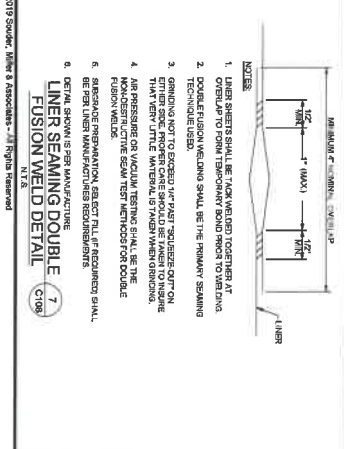 MINIMUM 4" NOMINAL OVERLAP
1/2" MIN.
1" (MAX)
1/2" MIN.
LINER
NOTES:
1. LINER SHEETS SHALL BE TACK WELDED TOGETHER AT
OVERLAP TO FORM TEMPORARY BOND PRIOR TO WELDING.
2. DOUBLE FUSION WELDING SHALL BE THE PRIMARY SEAMING
TECHNIQUE USED.
3. GRINDING NOT TO EXCEED 1/4" PAST "SQUEEZE-OUT" ON
EITHER SIDE. PROPER CARE SHOULD BE TAKEN TO INSURE
THAT VERY LITTLE MATERIAL IS TAKEN WHEN GRINDING.
4. AIR PRESSURE OR VACUUM TESTING SHALL BE THE
NONDESTRUCTIVE SEAM TEST METHODS FOR DOUBLE
FUSION WELDS.
5. SUBGRADE PREPARATION, SELECT FILL (IF REQUIRED) SHALL
BE PER LINER MANUFACTURES REQUIREMENTS.
6. DETAIL SHOWN IS PER MANUFACTURE
LINER SEAMING DOUBLE
FUSION WELD DETAIL
N.T.S.
7
C108
2019 Souder, Miller & Associates - All Rights Reserved